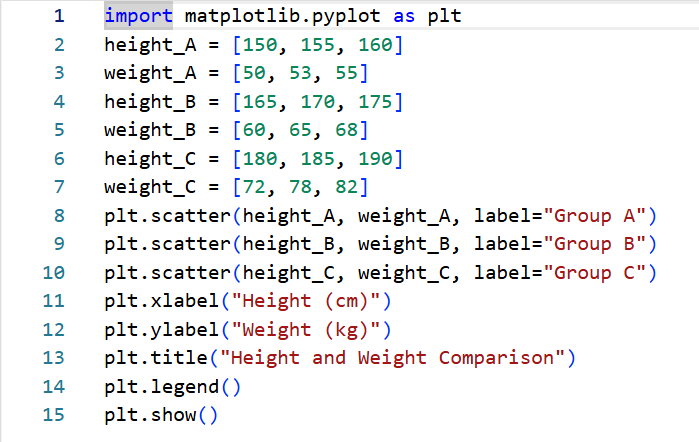 1 import matplotlib.pyplot as plt
2 height_A = [150, 155, 160]
3 weight_A = [50, 53, 55]
4 height_B = [165, 170, 175]
5 weight_B = [60, 65, 68]
6 height_C = [180, 185, 190]
7 weight_C = [72, 78, 82]
8 plt.scatter(height_A, weight_A, label="Group A")
9 plt.scatter(height_B, weight_B, label="Group B")
10 plt.scatter(height_C, weight_C, label="Group C")
11 plt.xlabel("Height (cm)")
12 plt.ylabel("Weight (kg)")
13 plt.title("Height and Weight Comparison")
14 plt.legend()
15 plt.show()